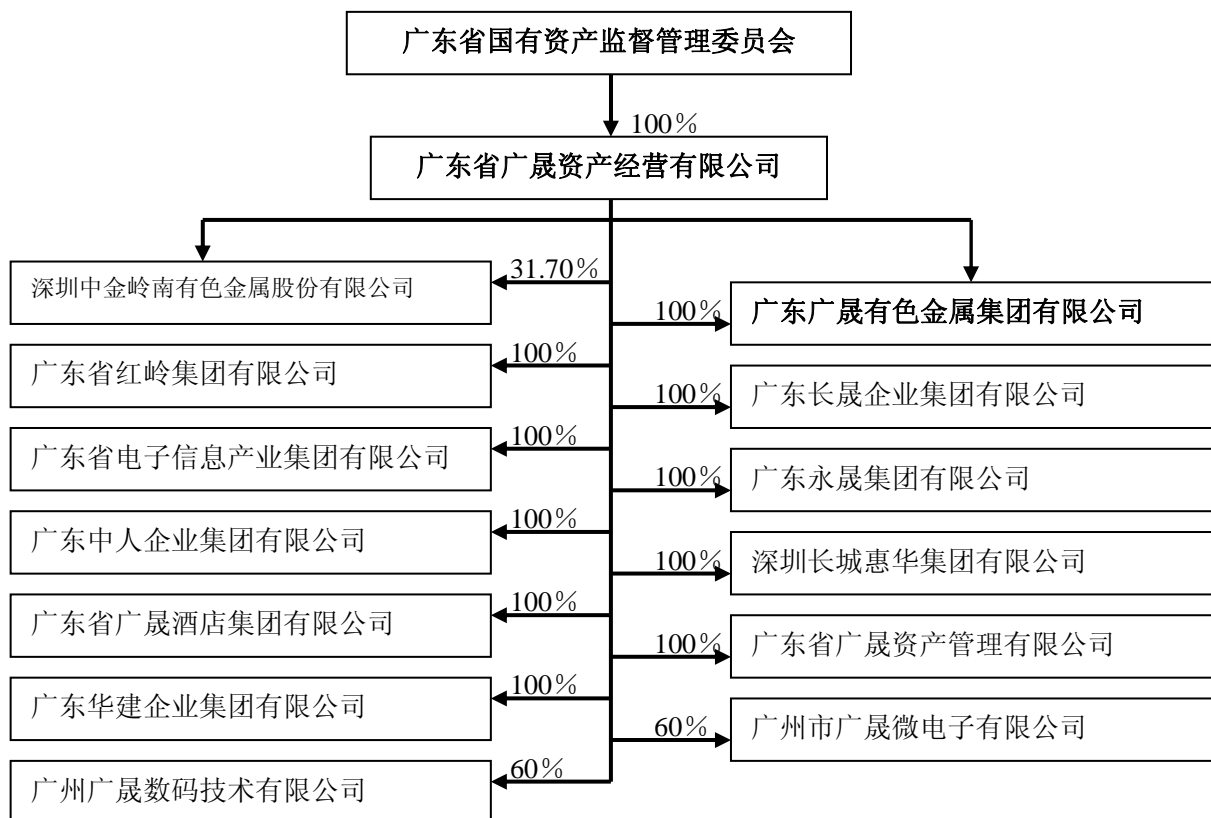 广东省国有资产监督管理委员会
100％
广东省广晟资产经营有限公司
31.70％
深圳中金岭南有色金属股份有限公司
100％
广东广晟有色金属集团有限公司
100％
广东省红岭集团有限公司
100％
广东长晟企业集团有限公司
100％
广东省电子信息产业集团有限公司
100％
广东永晟集团有限公司
100％
广东中人企业集团有限公司
100％
深圳长城惠华集团有限公司
100％
广东省广晟酒店集团有限公司
100％
广东省广晟资产管理有限公司
100％
广东华建企业集团有限公司
60％
广州市广晟微电子有限公司
60％
广州广晟数码技术有限公司